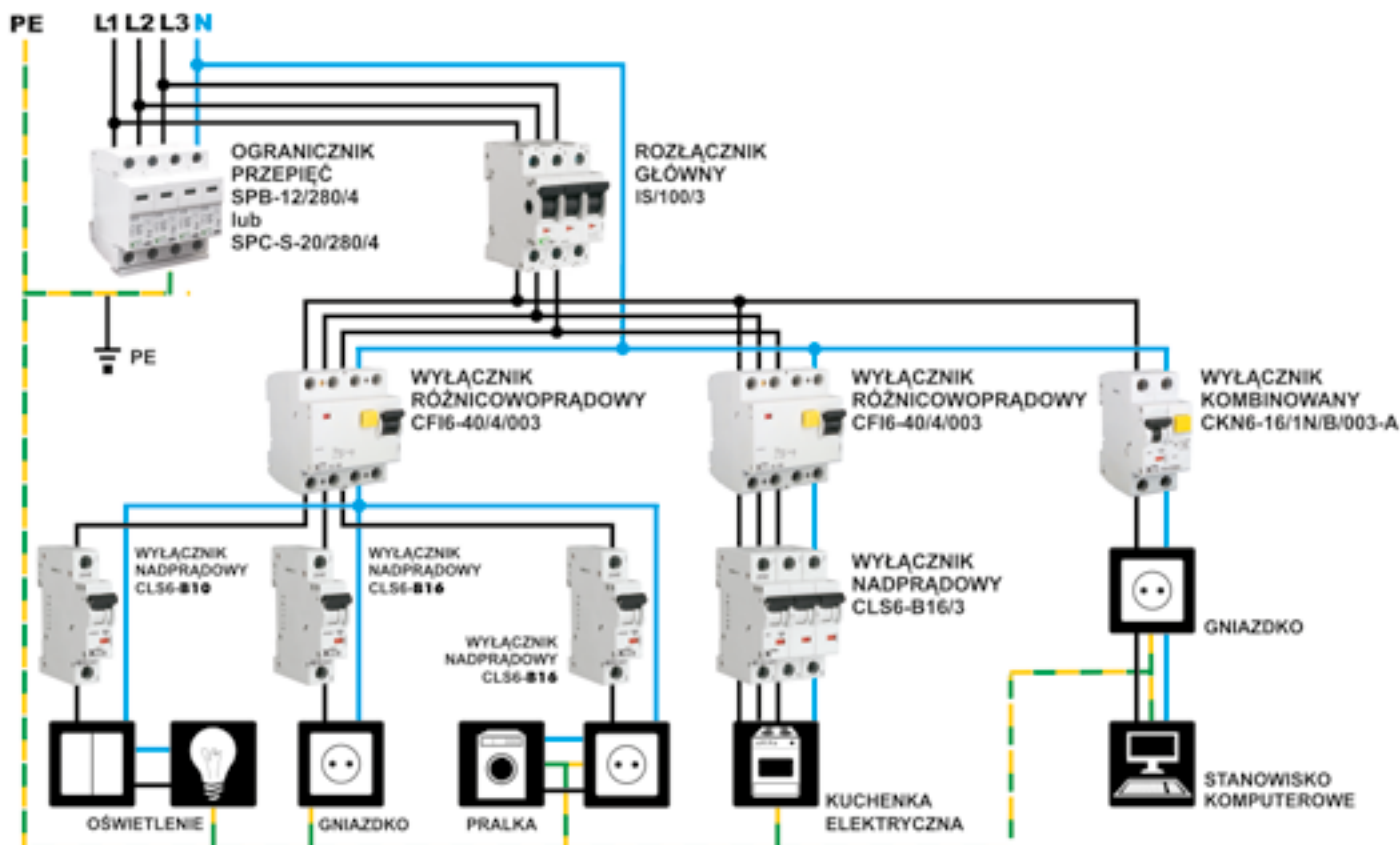 PE
L1 L2 L3 N
OGRANICZNIK
PRZEPIĘĆ
SPB-12/280/4
lub
SPC-S-20/280/4
ROZŁĄCZNIK
GŁÓWNY
IS/100/3
PE
WYŁĄCZNIK
RÓŻNICOWOPRĄDOWY
CFI6-40/4/003
WYŁĄCZNIK
RÓŻNICOWOPRĄDOWY
CFI6-40/4/003
WYŁĄCZNIK
KOMBINOWANY
CKN6-16/1N/B/003-A
WYŁĄCZNIK
NADPRĄDOWY
CLS6-B10
WYŁĄCZNIK
NADPRĄDOWY
CLS6-B16
WYŁĄCZNIK
NADPRĄDOWY
CLS6-B16
WYŁĄCZNIK
NADPRĄDOWY
CLS6-B16/3
GNIAZDKO
OŚWIETLENIE
GNIAZDKO
PRALKA
KUCHENKA
ELEKTRYCZNA
STANOWISKO
KOMPUTEROWE